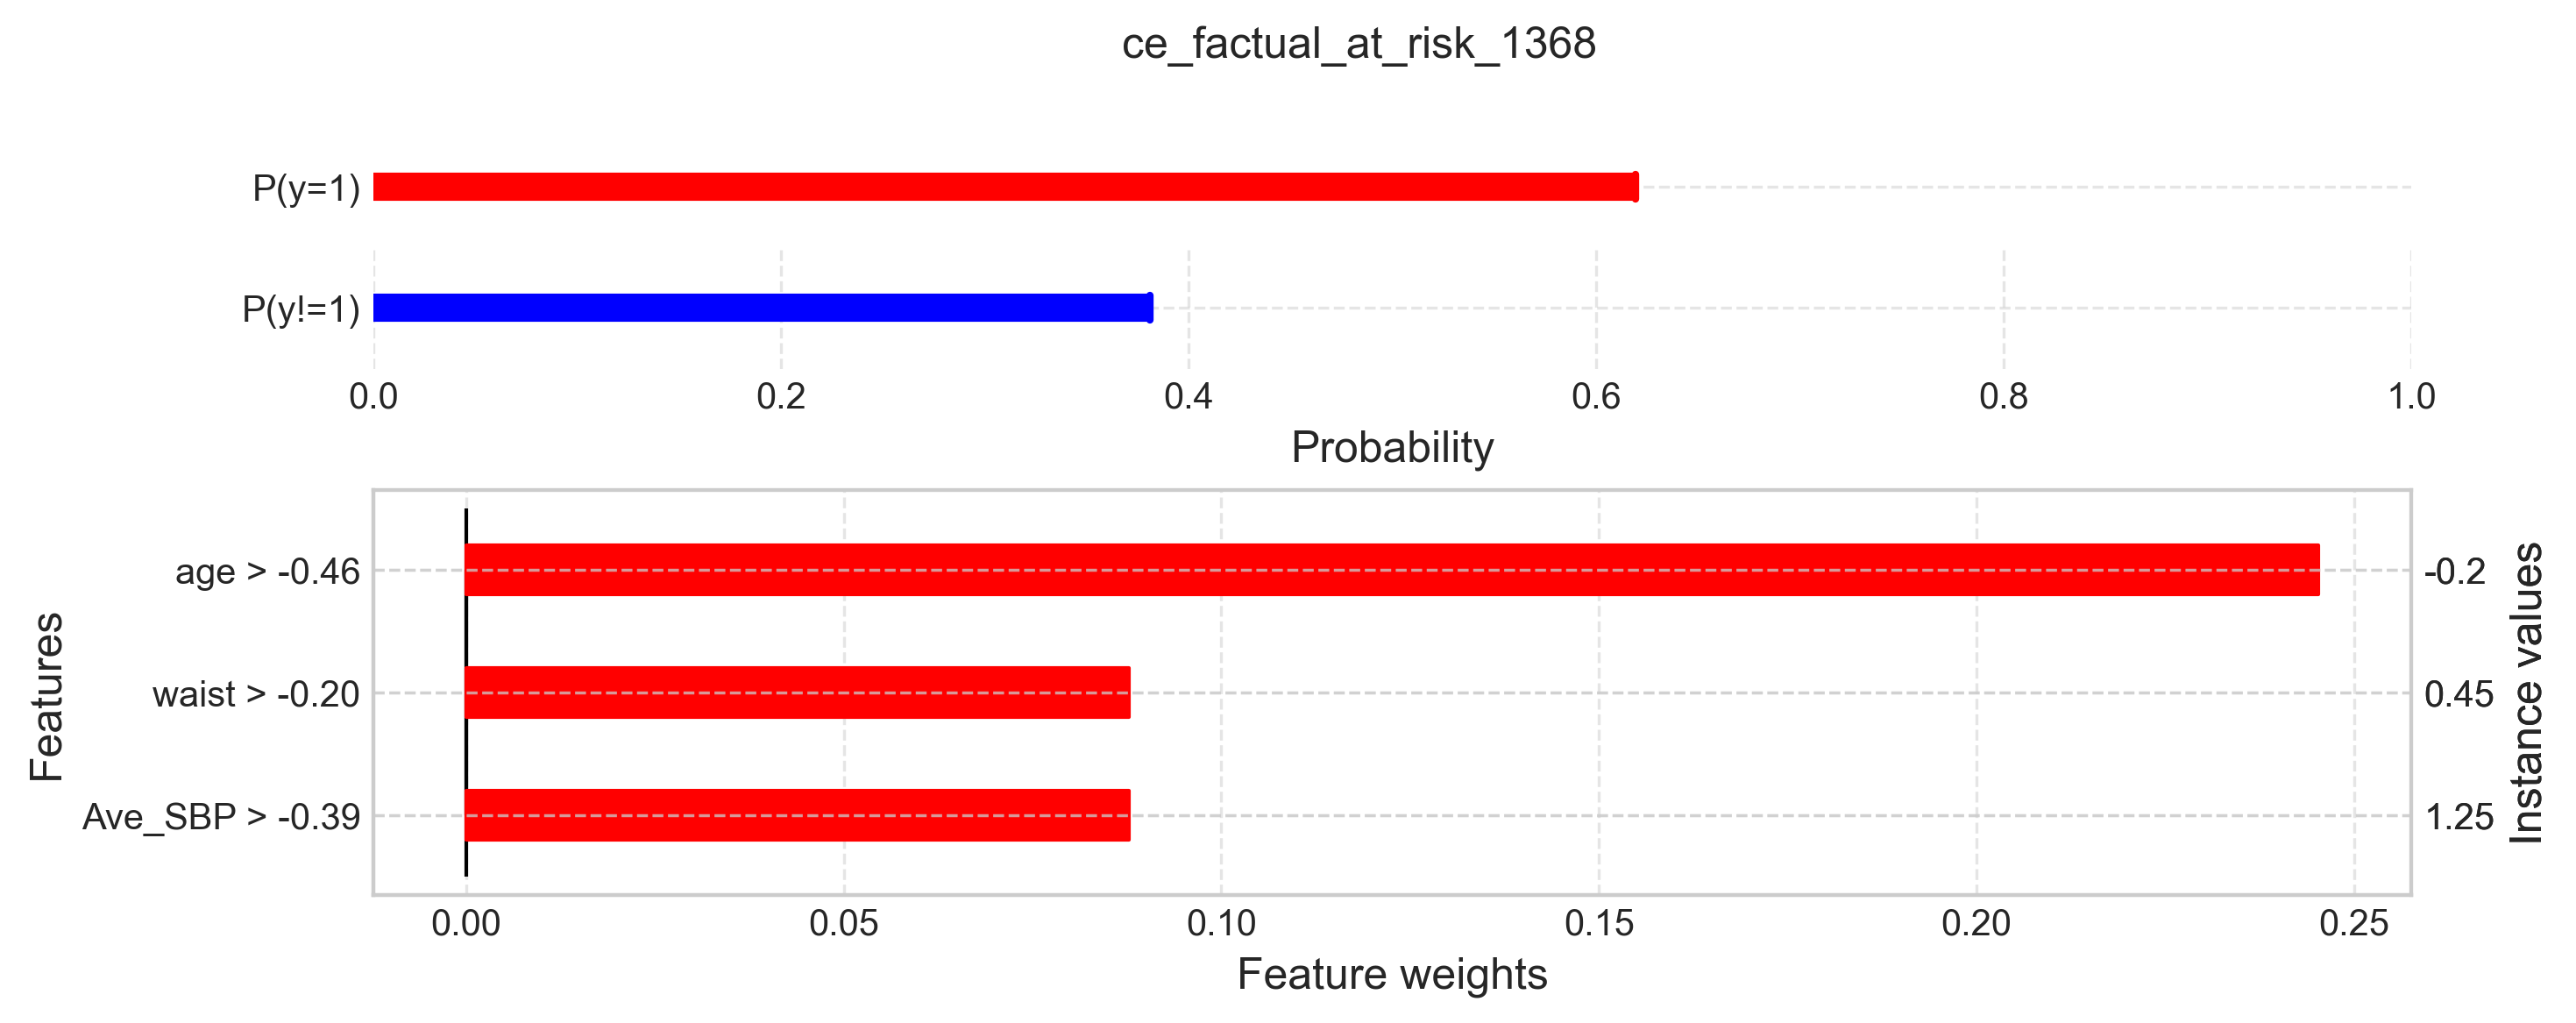 ce_factual_at_risk_1368
P(y=1)
P(y!=1)
0.0 0.2 0.4 0.6 0.8 1.0
Probability
Features
age > -0.46 -0.2
waist > -0.20 0.45
Ave_SBP > -0.39 1.25
Instance values
0.00 0.05 0.10 0.15 0.20 0.25
Feature weights